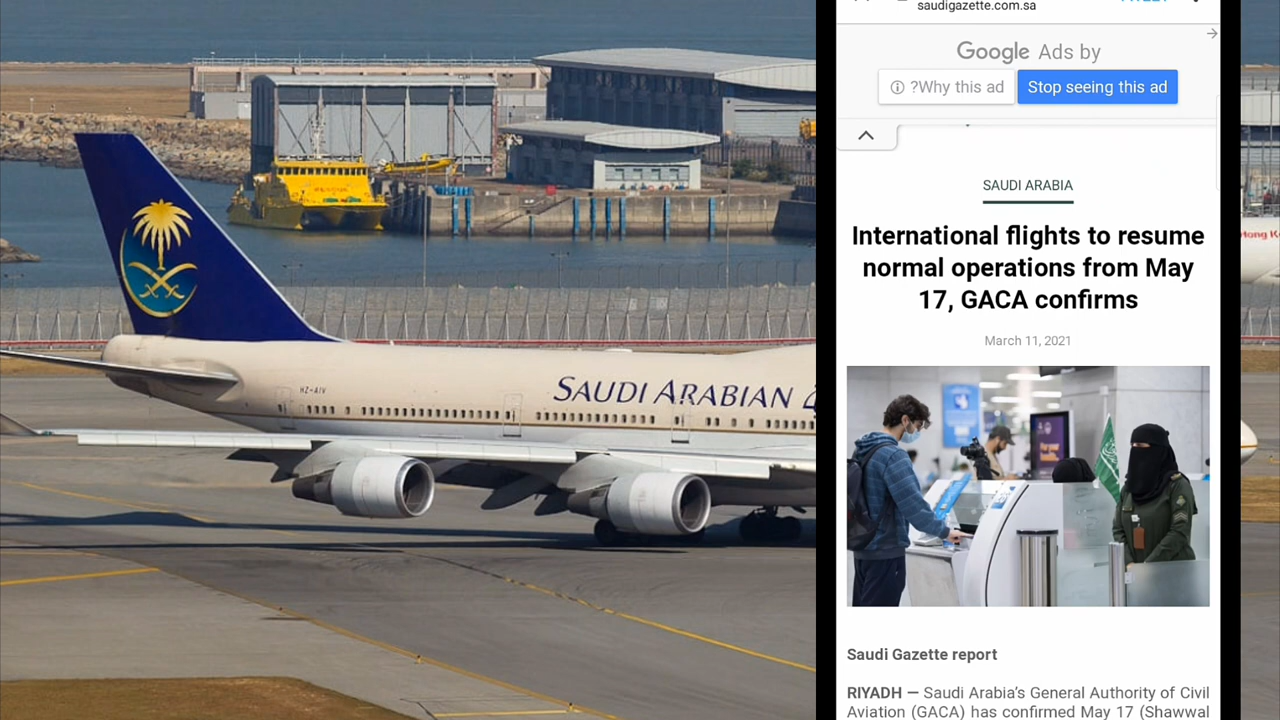 saudigazette.com.sa
Google Ads by
?Why this ad
Stop seeing this ad
SAUDI ARABIA
International flights to resume
normal operations from May
17, GACA confirms
March 11, 2021
Saudi Gazette report
RIYADH — Saudi Arabia's General Authority of Civil
Aviation (GACA) has confirmed May 17 (Shawwal
HZ-AIV
SAUDI ARABIAN
Hong K